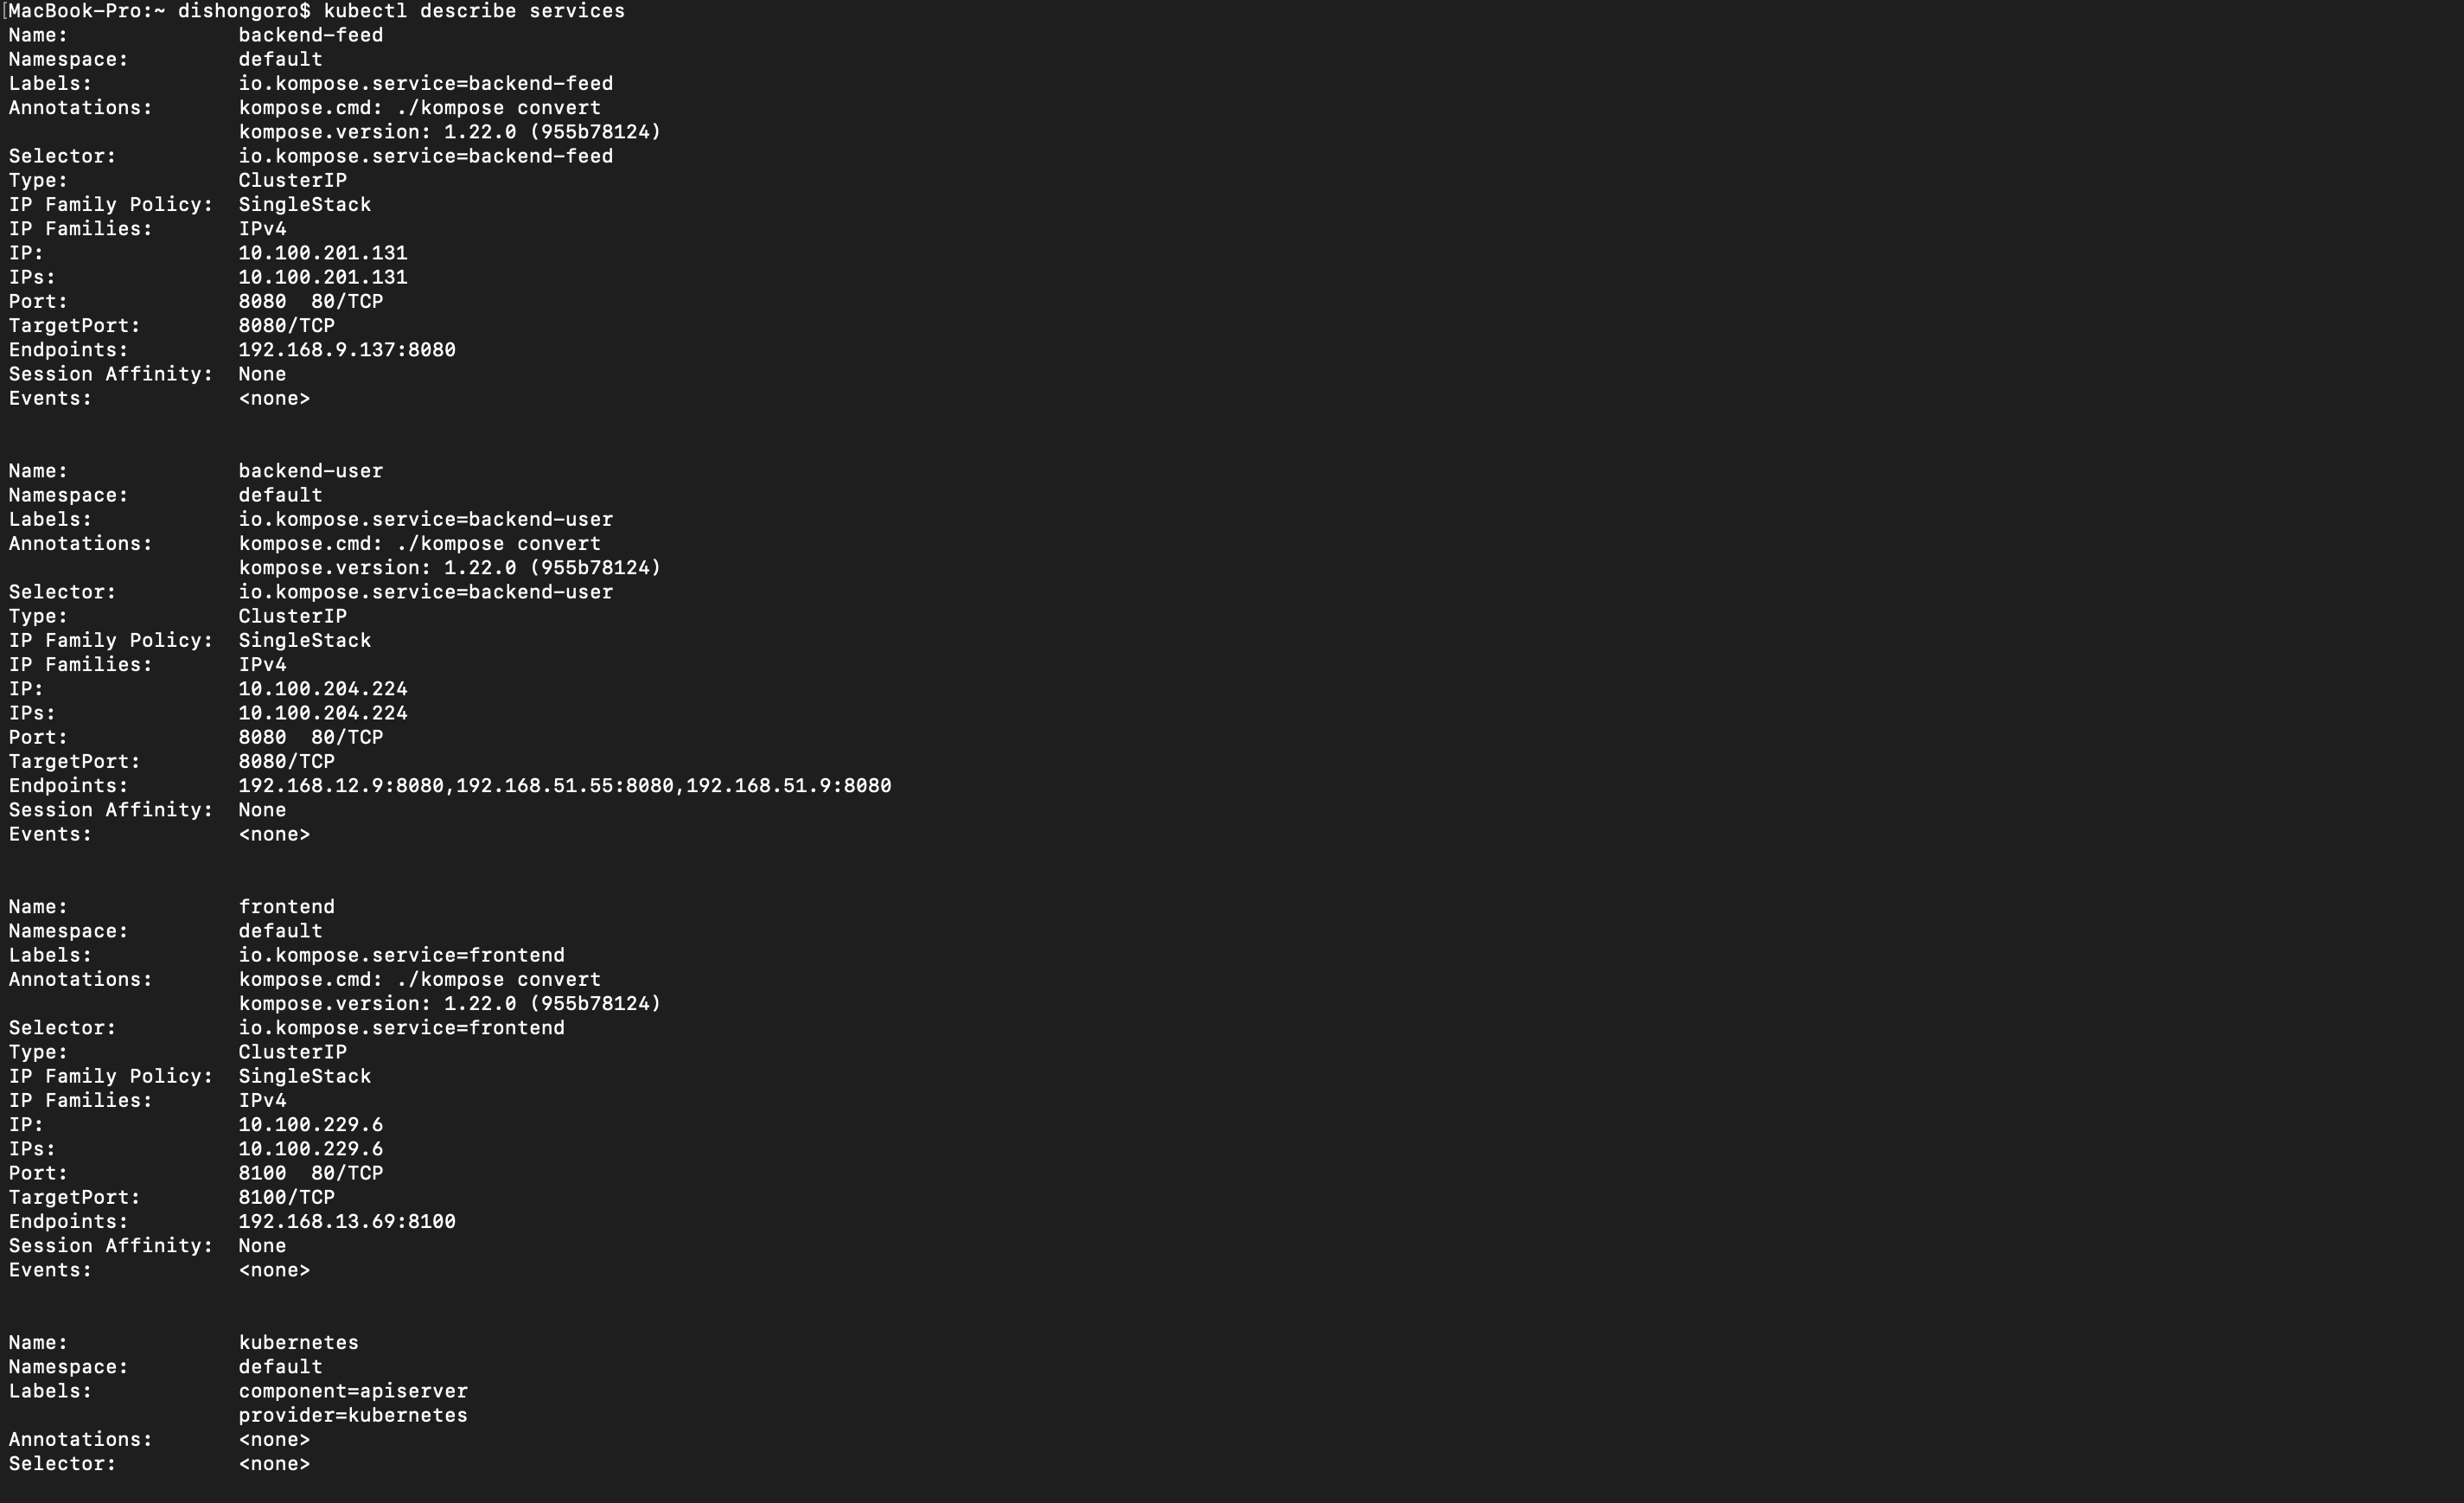 [MacBook-Pro:~ dishongoro$ kubectl describe services
Name:              backend-feed
Namespace:         default
Labels:            io.kompose.service=backend-feed
Annotations:       kompose.cmd: ./kompose convert
                   kompose.version: 1.22.0 (955b78124)
Selector:          io.kompose.service=backend-feed
Type:              ClusterIP
IP Family Policy:  SingleStack
IP Families:       IPv4
IP:                10.100.201.131
IPs:               10.100.201.131
Port:              8080  80/TCP
TargetPort:        8080/TCP
Endpoints:         192.168.9.137:8080
Session Affinity:  None
Events:            <none>
Name:              backend-user
Namespace:         default
Labels:            io.kompose.service=backend-user
Annotations:       kompose.cmd: ./kompose convert
                   kompose.version: 1.22.0 (955b78124)
Selector:          io.kompose.service=backend-user
Type:              ClusterIP
IP Family Policy:  SingleStack
IP Families:       IPv4
IP:                10.100.204.224
IPs:               10.100.204.224
Port:              8080  80/TCP
TargetPort:        8080/TCP
Endpoints:         192.168.12.9:8080,192.168.51.55:8080,192.168.51.9:8080
Session Affinity:  None
Events:            <none>
Name:              frontend
Namespace:         default
Labels:            io.kompose.service=frontend
Annotations:       kompose.cmd: ./kompose convert
                   kompose.version: 1.22.0 (955b78124)
Selector:          io.kompose.service=frontend
Type:              ClusterIP
IP Family Policy:  SingleStack
IP Families:       IPv4
IP:                10.100.229.6
IPs:               10.100.229.6
Port:              8100  80/TCP
TargetPort:        8100/TCP
Endpoints:         192.168.13.69:8100
Session Affinity:  None
Events:            <none>
Name:              kubernetes
Namespace:         default
Labels:            component=apiserver
                   provider=kubernetes
Annotations:       <none>
Selector:          <none>